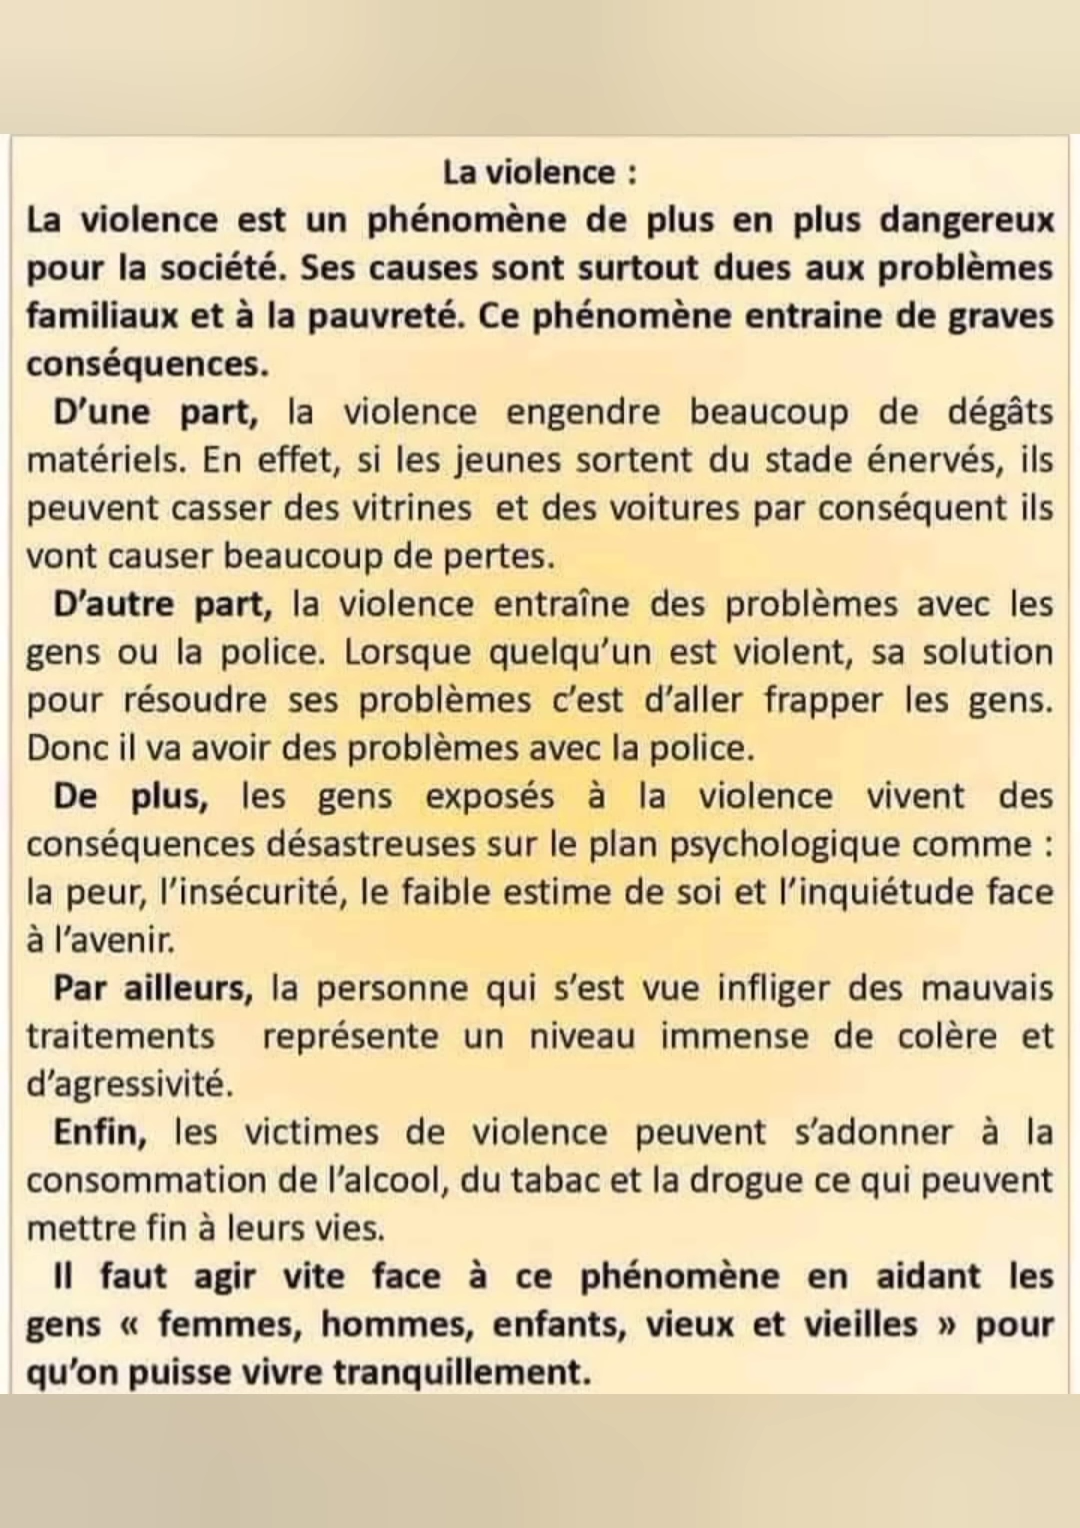 La violence :
La violence est un phénomène de plus en plus dangereux
pour la société. Ses causes sont surtout dues aux problèmes
familiaux et à la pauvreté. Ce phénomène entraine de graves
conséquences.
D’une part, la violence engendre beaucoup de dégâts
matériels. En effet, si les jeunes sortent du stade énervés, ils
peuvent casser des vitrines et des voitures par conséquent ils
vont causer beaucoup de pertes.
D’autre part, la violence entraîne des problèmes avec les
gens ou la police. Lorsque quelqu’un est violent, sa solution
pour résoudre ses problèmes c’est d’aller frapper les gens.
Donc il va avoir des problèmes avec la police.
De plus, les gens exposés à la violence vivent des
conséquences désastreuses sur le plan psychologique comme :
la peur, l’insécurité, le faible estime de soi et l’inquiétude face
à l’avenir.
Par ailleurs, la personne qui s’est vue infliger des mauvais
traitements représente un niveau immense de colère et
d’agressivité.
Enfin, les victimes de violence peuvent s’adonner à la
consommation de l’alcool, du tabac et la drogue ce qui peuvent
mettre fin à leurs vies.
Il faut agir vite face à ce phénomène en aidant les
gens « femmes, hommes, enfants, vieux et vieilles » pour
qu’on puisse vivre tranquillement.